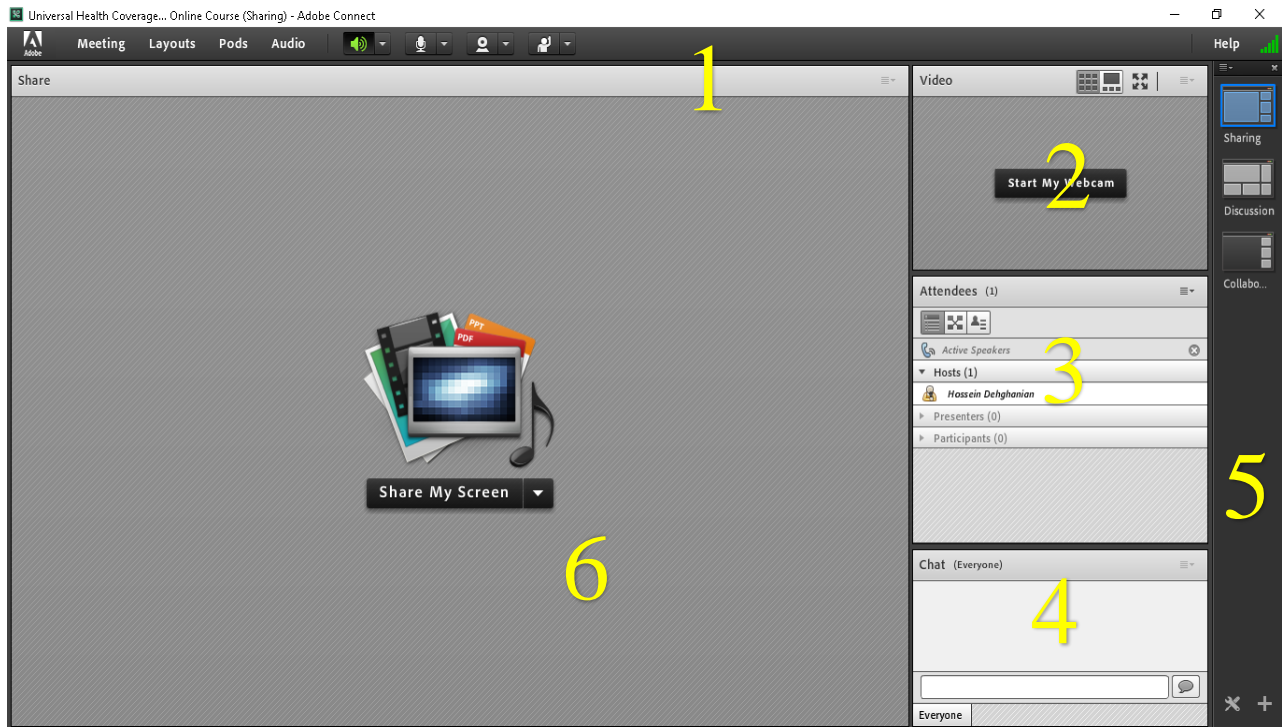 Universal Health Coverage... Online Course (Sharing) - Adobe Connect
Adobe
Meeting Layouts Pods Audio Help
1
Share
Video
2
Start My Webcam
Sharing
Discussion
Collabo...
Attendees (1)
3
Active Speakers
Hosts (1)
Hossein Dehghanian
Presenters (0)
Participants (0)
PPT
PDF
Share My Screen
5
6
Chat (Everyone)
4
Everyone